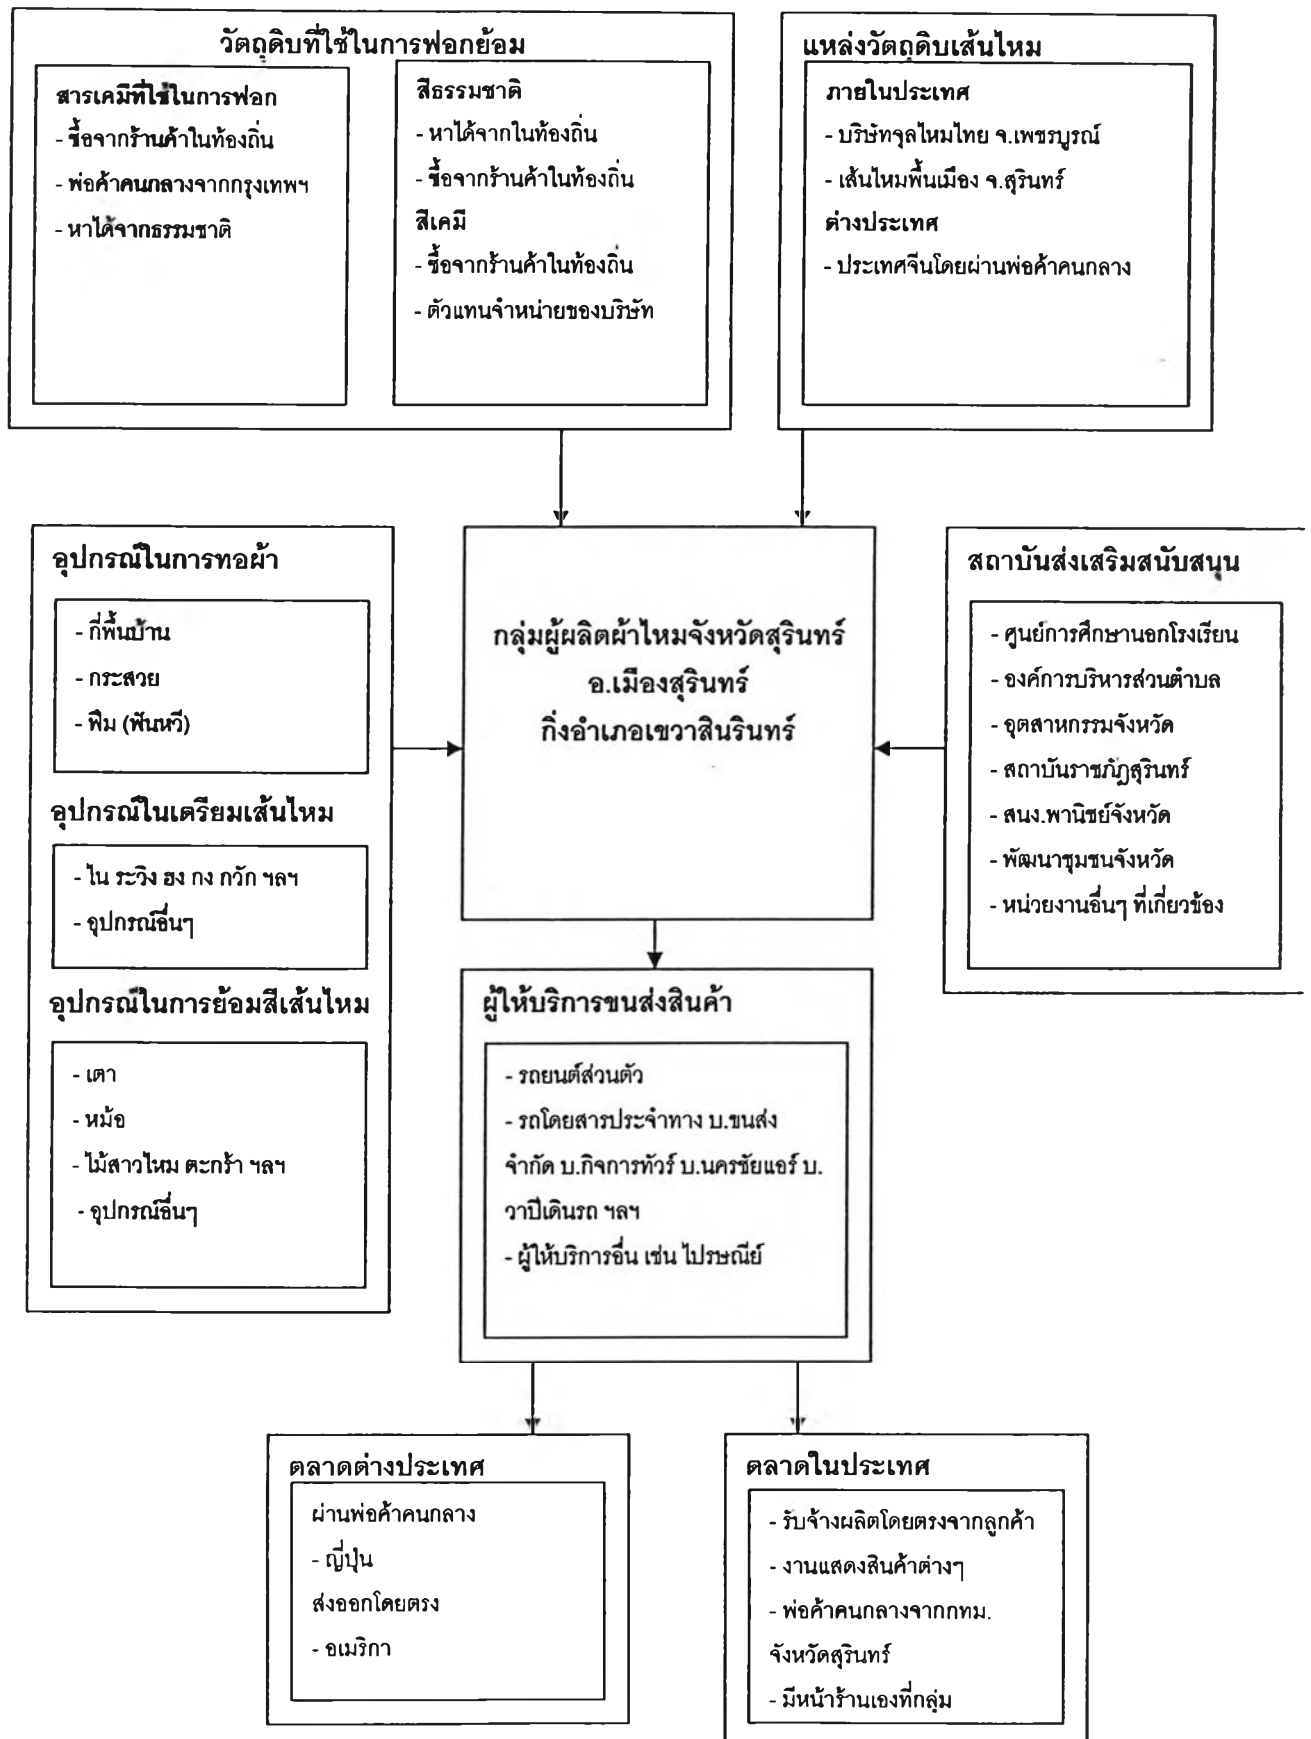 วัตถุดิบที่ใช้ในการฟอกย้อม
สารเคมีที่ใช้ในการฟอก
- ซื้อจากร้านค้าในท้องถิ่น
- พ่อค้าคนกลางจากกรุงเทพฯ
- หาได้จากธรรมชาติ
สีธรรมชาติ
- หาได้จากในท้องถิ่น
- ซื้อจากร้านค้าในท้องถิ่น
สีเคมี
- ซื้อจากร้านค้าในท้องถิ่น
- ตัวแทนจำหน่ายของบริษัท
แหล่งวัตถุดิบเส้นไหม
ภายในประเทศ
- บริษัทจุลไหมไทย จ.เพชรบูรณ์
- เส้นไหมพื้นเมือง จ.สุรินทร์
ต่างประเทศ
- ประเทศจีนโดยผ่านพ่อค้าคนกลาง
อุปกรณ์ในการทอผ้า
- กี่พื้นบ้าน
- กระสวย
- ฟืม (ฟันหวี)
อุปกรณ์ในเตรียมเส้นไหม
- ไน ระวิง ฮง กง กวัก ฯลฯ
- อุปกรณ์อื่นๆ
อุปกรณ์ในการย้อมสีเส้นไหม
- เตา
- หม้อ
- ไม้สาวไหม ตะกร้า ฯลฯ
- อุปกรณ์อื่นๆ
กลุ่มผู้ผลิตผ้าไหมจังหวัดสุรินทร์
อ.เมืองสุรินทร์
กิ่งอำเภอเขวาสินรินทร์
สถาบันส่งเสริมสนับสนุน
- ศูนย์การศึกษานอกโรงเรียน
- องค์การบริหารส่วนตำบล
- อุตสาหกรรมจังหวัด
- สถาบันราชภัฏสุรินทร์
- สนง.พานิชย์จังหวัด
- พัฒนาชุมชนจังหวัด
- หน่วยงานอื่นๆ ที่เกี่ยวข้อง
ผู้ให้บริการขนส่งสินค้า
- รถยนต์ส่วนตัว
- รถโดยสารประจำทาง บ.ขนส่ง
จำกัด บ.กิจการทัวร์ บ.นครชัยแอร์ บ.
วาปีเดินรถ ฯลฯ
- ผู้ให้บริการอื่น เช่น ไปรษณีย์
ตลาดต่างประเทศ
ผ่านพ่อค้าคนกลาง
- ญี่ปุ่น
ส่งออกโดยตรง
- อเมริกา
ตลาดในประเทศ
- รับจ้างผลิตโดยตรงจากลูกค้า
- งานแสดงสินค้าต่างๆ
- พ่อค้าคนกลางจากกทม.
จังหวัดสุรินทร์
- มีหน้าร้านเองที่กลุ่ม